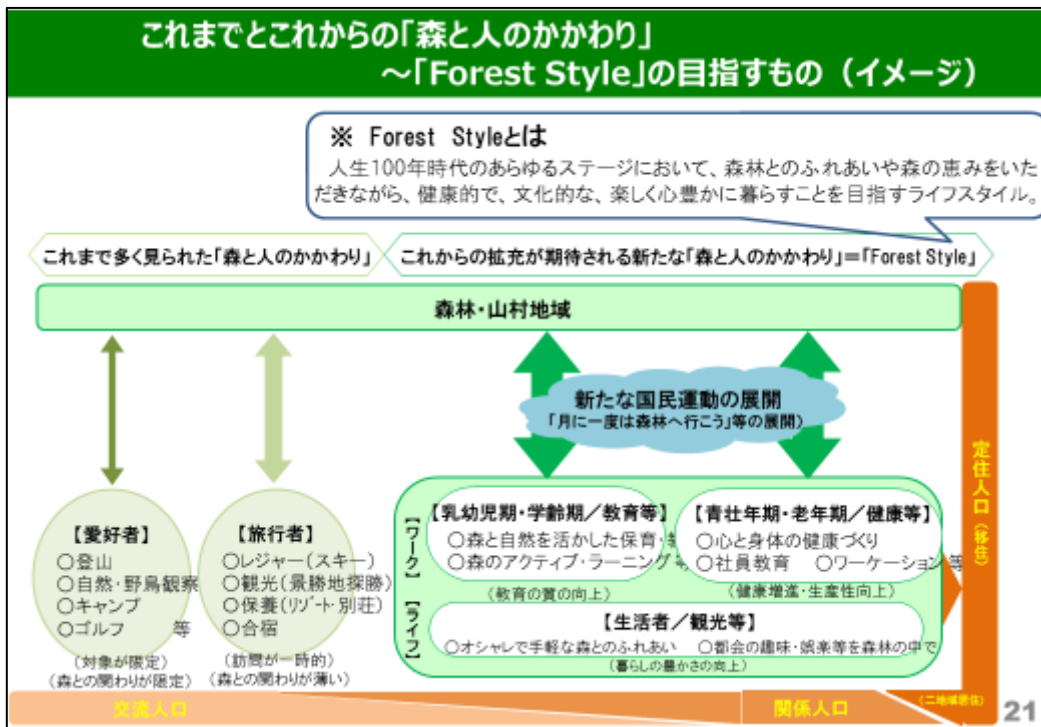 これまでとこれからの「森と人のかかわり」
～「Forest Style」の目指すもの（イメージ）
※ Forest Styleとは
人生100年時代のあらゆるステージにおいて、森林とのふれあいや森の恵みをいた
だきながら、健康的で、文化的な、楽しく心豊かに暮らすことを目指すライフスタイル。
これまで多く見られた「森と人のかかわり」
これからの拡充が期待される新たな「森と人のかかわり」＝「Forest Style」
森林・山村地域
新たな国民運動の展開
「月に一度は森林へ行こう」等の展開）
【愛好者】
○登山
○自然・野鳥観察
○キャンプ
○ゴルフ 等
（対象が限定）
（森との関わりが限定）
【旅行者】
○レジャー（スキー）
○観光（景勝地探勝）
○保養（リゾート・別荘）
○合宿
（訪問が一時的）
（森との関わりが薄い）
【ワーク】
【乳幼児期・学齢期／教育等】
○森と自然を活かした保育・
○森のアクティブ・ラーニング
（教育の質の向上）
【青壮年期・老年期／健康等】
○心と身体の健康づくり
○社員教育 ○ワーケーション 等
（健康増進・生産性向上）
【ライフ】
【生活者／観光等】
○オシャレで手軽な森とのふれあい ○都会の趣味・娯楽等を森林の中で
（暮らしの豊かさの向上）
定住人口（移住）
交流人口
関係人口
（二地域居住）
21